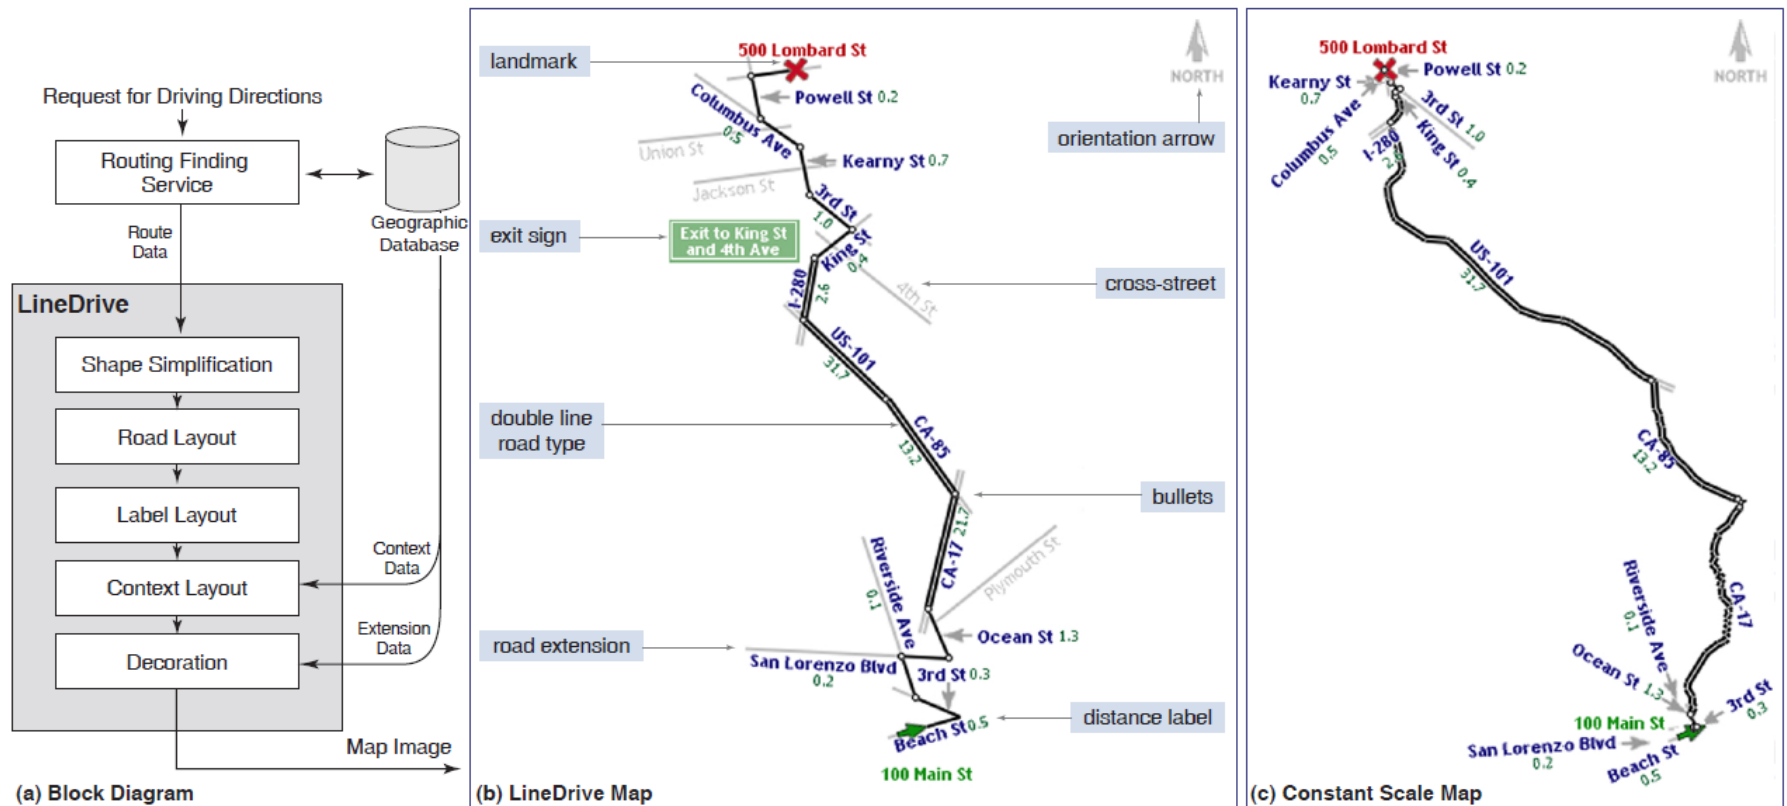 Request for Driving Directions
Routing Finding
Service
Geographic
Database
Route
Data
LineDrive
Shape Simplification
Road Layout
Label Layout
Context
Data
Context Layout
Extension
Data
Decoration
Map Image
(a) Block Diagram
landmark
500 Lombard St
NORTH
Columbus Ave
0.5
Powell St 0.2
orientation arrow
Union St
Kearny St 0.7
Jackson St
3rd St
1.0
exit sign
Exit to King St
and 4th Ave
King St
0.4
I-280
2.6
4th St
cross-street
US-101
31.7
double line
road type
CA-85
13.2
bullets
21.7
CA-17
Riverside Ave
0.1
Plymouth St
Ocean St 1.3
road extension
San Lorenzo Blvd
0.2
3rd St 0.3
distance label
Beach St 0.5
100 Main St
(b) LineDrive Map
500 Lombard St
NORTH
Kearny St
0.7
Powell St 0.2
Columbus Ave
0.5
3rd St 1.0
King St
0.4
I-280
US-101
31.7
CA-85
13.2
CA-17
Riverside Ave
0.1
Ocean St 1.3
3rd St
0.3
100 Main St
San Lorenzo Blvd
0.2
Beach St
0.5
(c) Constant Scale Map